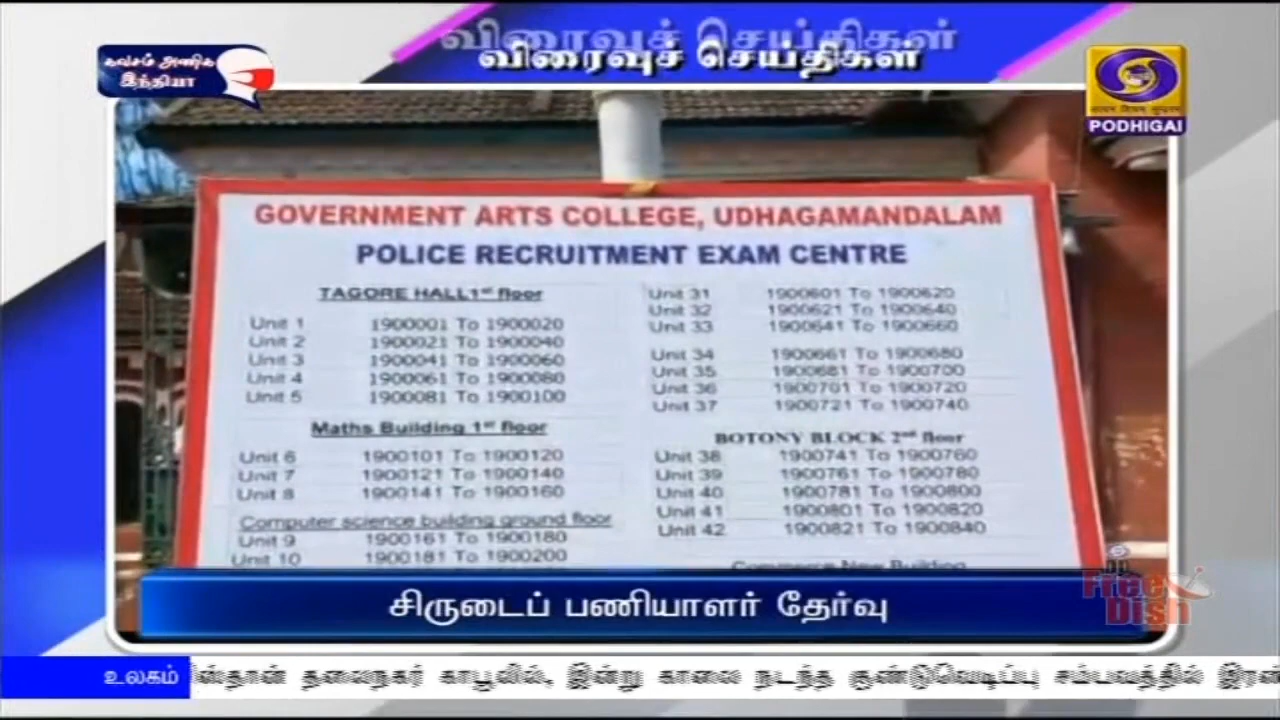 விரைவுச் செய்திகள்
விரைவுச் செய்திகள்
கவசம் அணிக
இந்தியா
PODHIGAI
GOVERNMENT ARTS COLLEGE, UDHAGAMANDALAM
POLICE RECRUITMENT EXAM CENTRE
TAGORE HALL 1st floor
Unit 1 1900001 To 1900020
Unit 2 1900021 To 1900040
Unit 3 1900041 To 1900060
Unit 4 1900061 To 1900080
Unit 5 1900081 To 1900100
Maths Building 1st floor
Unit 6 1900101 To 1900120
Unit 7 1900121 To 1900140
Unit 8 1900141 To 1900160
Computer science building ground floor
Unit 9 1900161 To 1900180
Unit 10 1900181 To 1900200
Unit 31 1900601 To 1900620
Unit 32 1900621 To 1900640
Unit 33 1900641 To 1900660
Unit 34 1900661 To 1900680
Unit 35 1900681 To 1900700
Unit 36 1900701 To 1900720
Unit 37 1900721 To 1900740
BOTONY BLOCK 2nd floor
Unit 38 1900741 To 1900760
Unit 39 1900761 To 1900780
Unit 40 1900781 To 1900800
Unit 41 1900801 To 1900820
Unit 42 1900821 To 1900840
Commerce New Building
சிருடைப் பணியாளர் தேர்வு
DD
Free
Dish
உலகம் ஸ்தான் தலைநகர் காபூலில், இன்று காலை நடந்த குண்டுவெடிப்பு சம்பவத்தில்